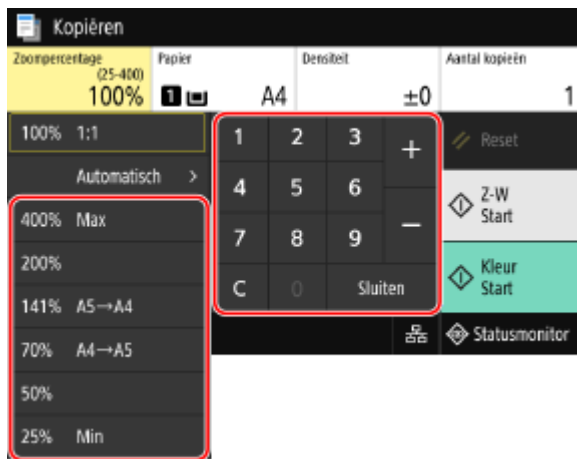 Kopiëren
Zoompercentage
(25-400)
100%
Papier
1 A4
Densiteit
±0
Aantal kopieën
1
100% 1:1
Automatisch >
400% Max
200%
141% A5→A4
70% A4→A5
50%
25% Min
1 2 3 +
4 5 6
7 8 9 −
C 0 Sluiten
Reset
Z-W
Start
Kleur
Start
Statusmonitor